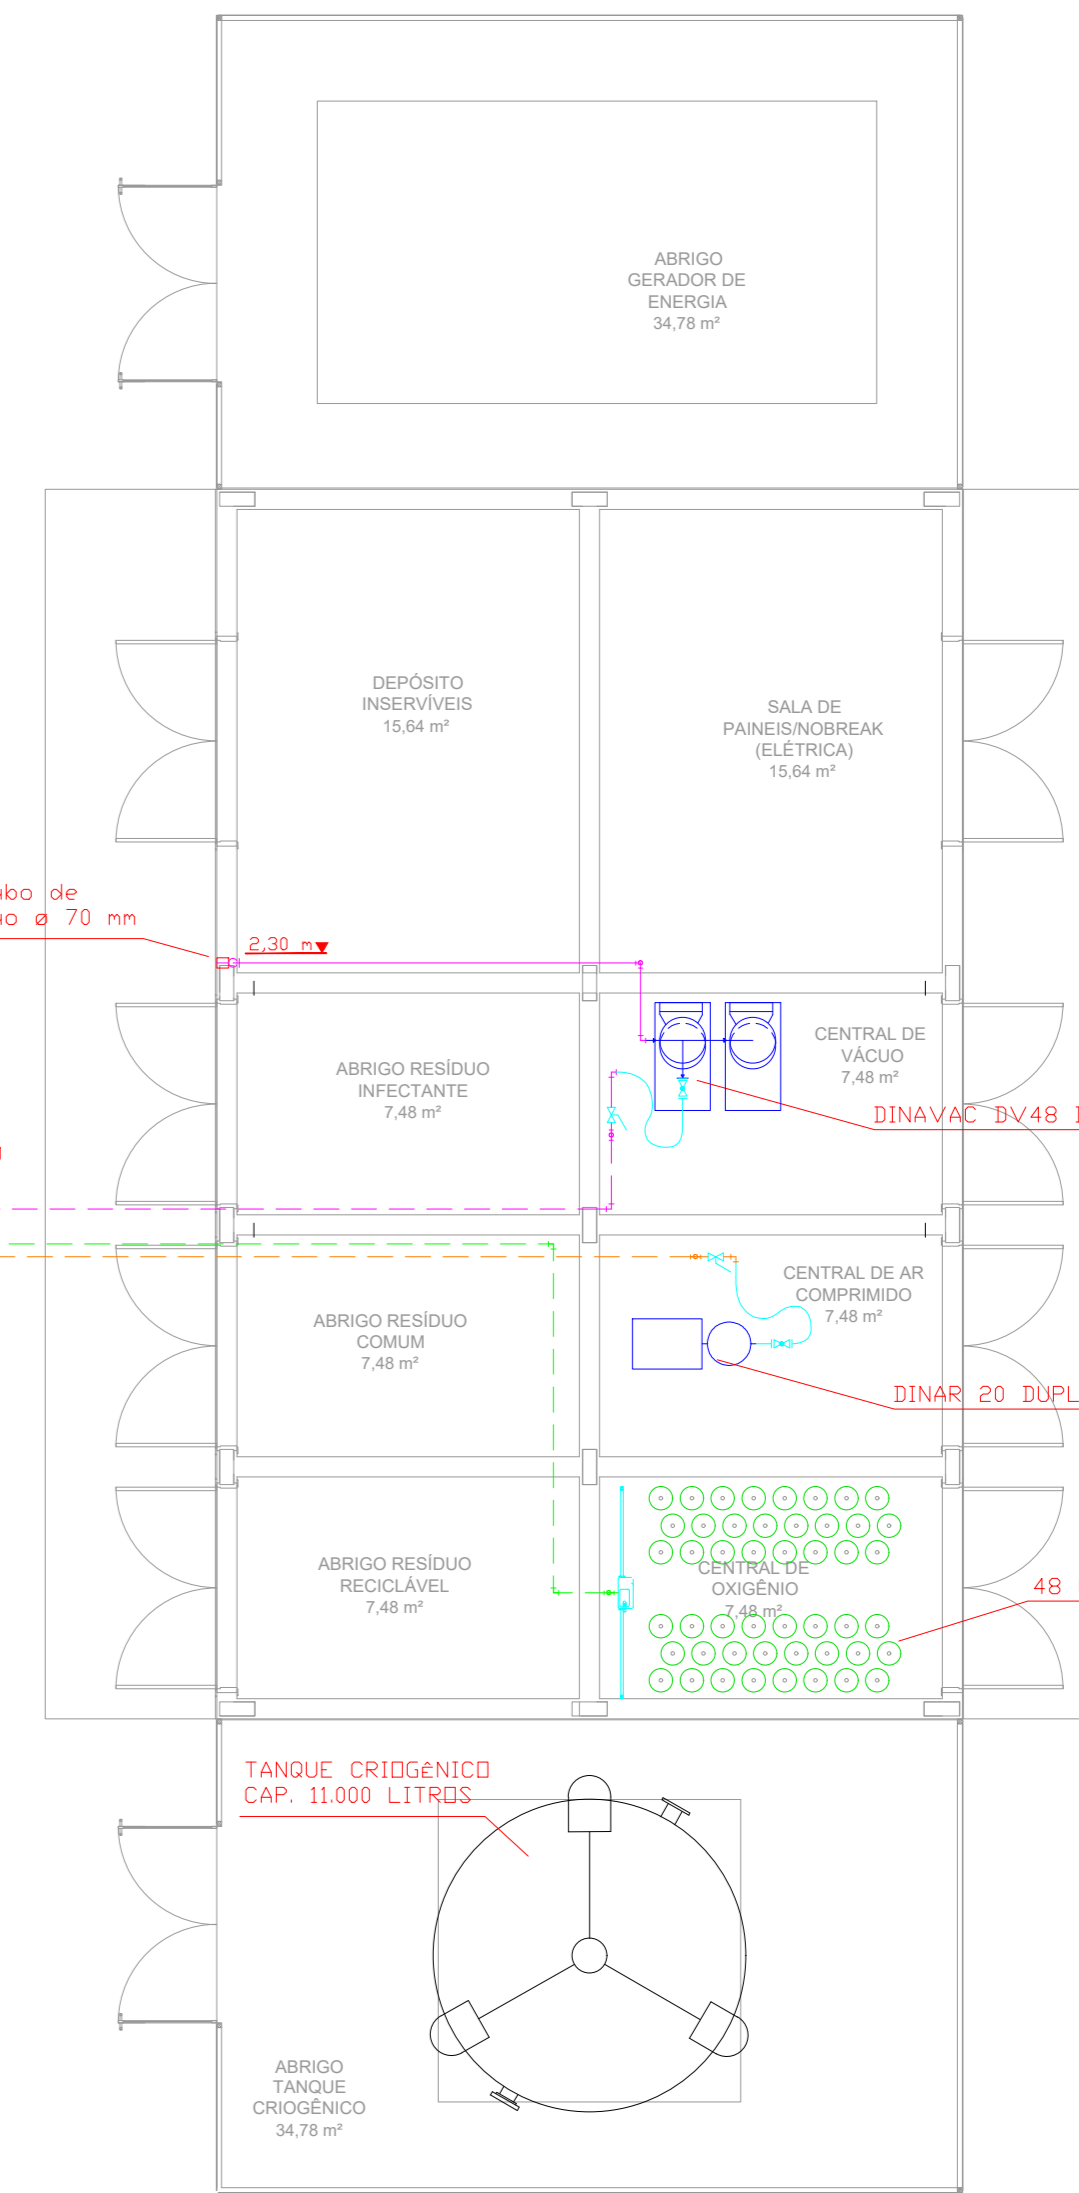 ABRIGO
GERADOR DE
ENERGIA
34,78 m²
DEPÓSITO
INSERVÍVEIS
15,64 m²
SALA DE
PAINEIS/NOBREAK
(ELÉTRICA)
15,64 m²
de
ø 70 mm
2,30 m
ABRIGO RESÍDUO
INFECTANTE
7,48 m²
CENTRAL DE
VÁCUO
7,48 m²
DINAVAC DV48
ABRIGO RESÍDUO
COMUM
7,48 m²
CENTRAL DE AR
COMPRIMIDO
7,48 m²
DINAR 20 DUPL
ABRIGO RESÍDUO
RECICLÁVEL
7,48 m²
CENTRAL DE
OXIGÊNIO
7,48 m²
48
TANQUE CRIOGêNICO
CAP. 11.000 LITROS
ABRIGO
TANQUE
CRIOGÊNICO
34,78 m²